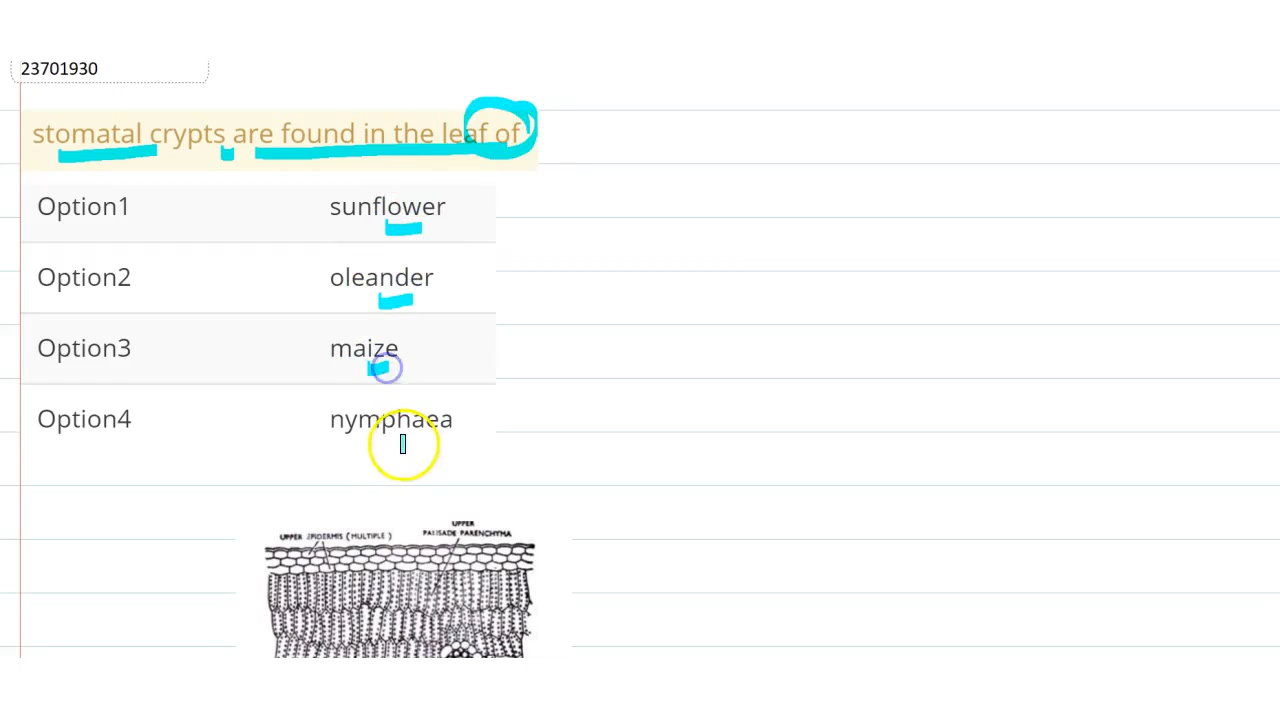 23701930
stomatal crypts are found in the leaf of
Option1 sunflower
Option2 oleander
Option3 maize
Option4 nymphaea
UPPER
UPPER EPIDERMIS (MULTIPLE) PALISADE PARENCHYMA